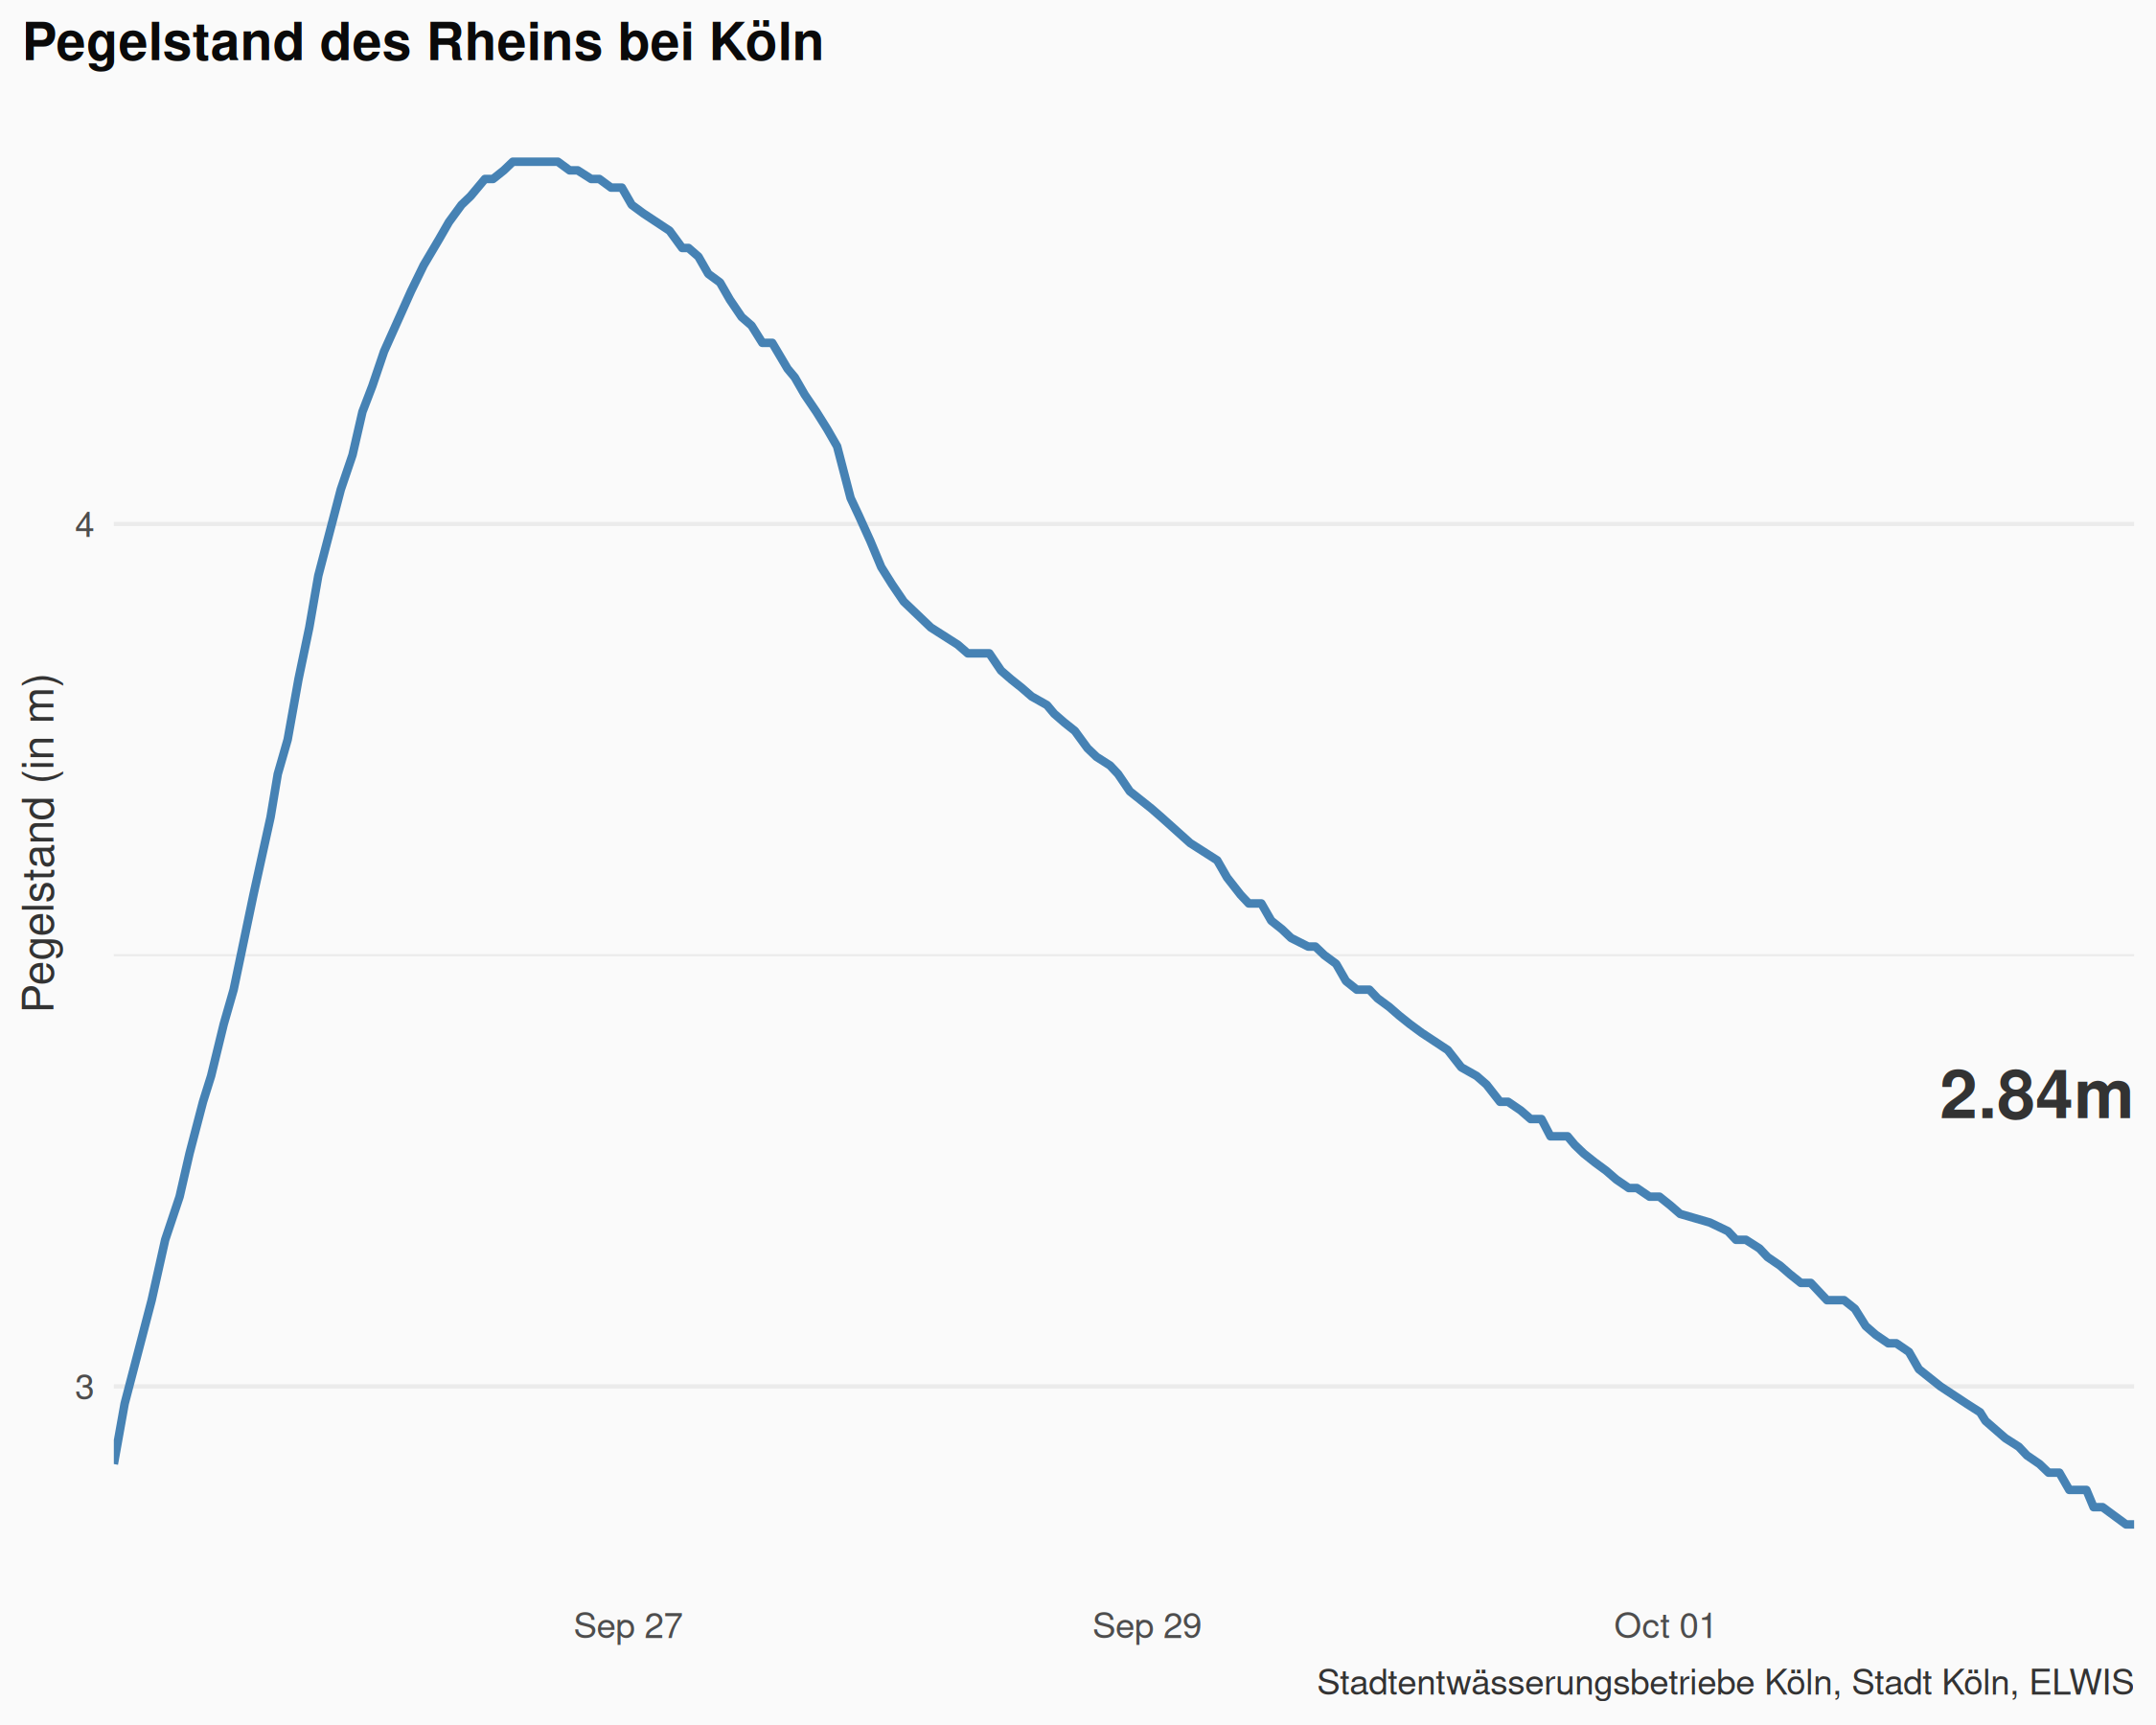 Pegelstand des Rheins bei Köln
Pegelstand (in m)
4
3
2.84m
Sep 27
Sep 29
Oct 01
Stadtentwässerungsbetriebe Köln, Stadt Köln, ELWIS